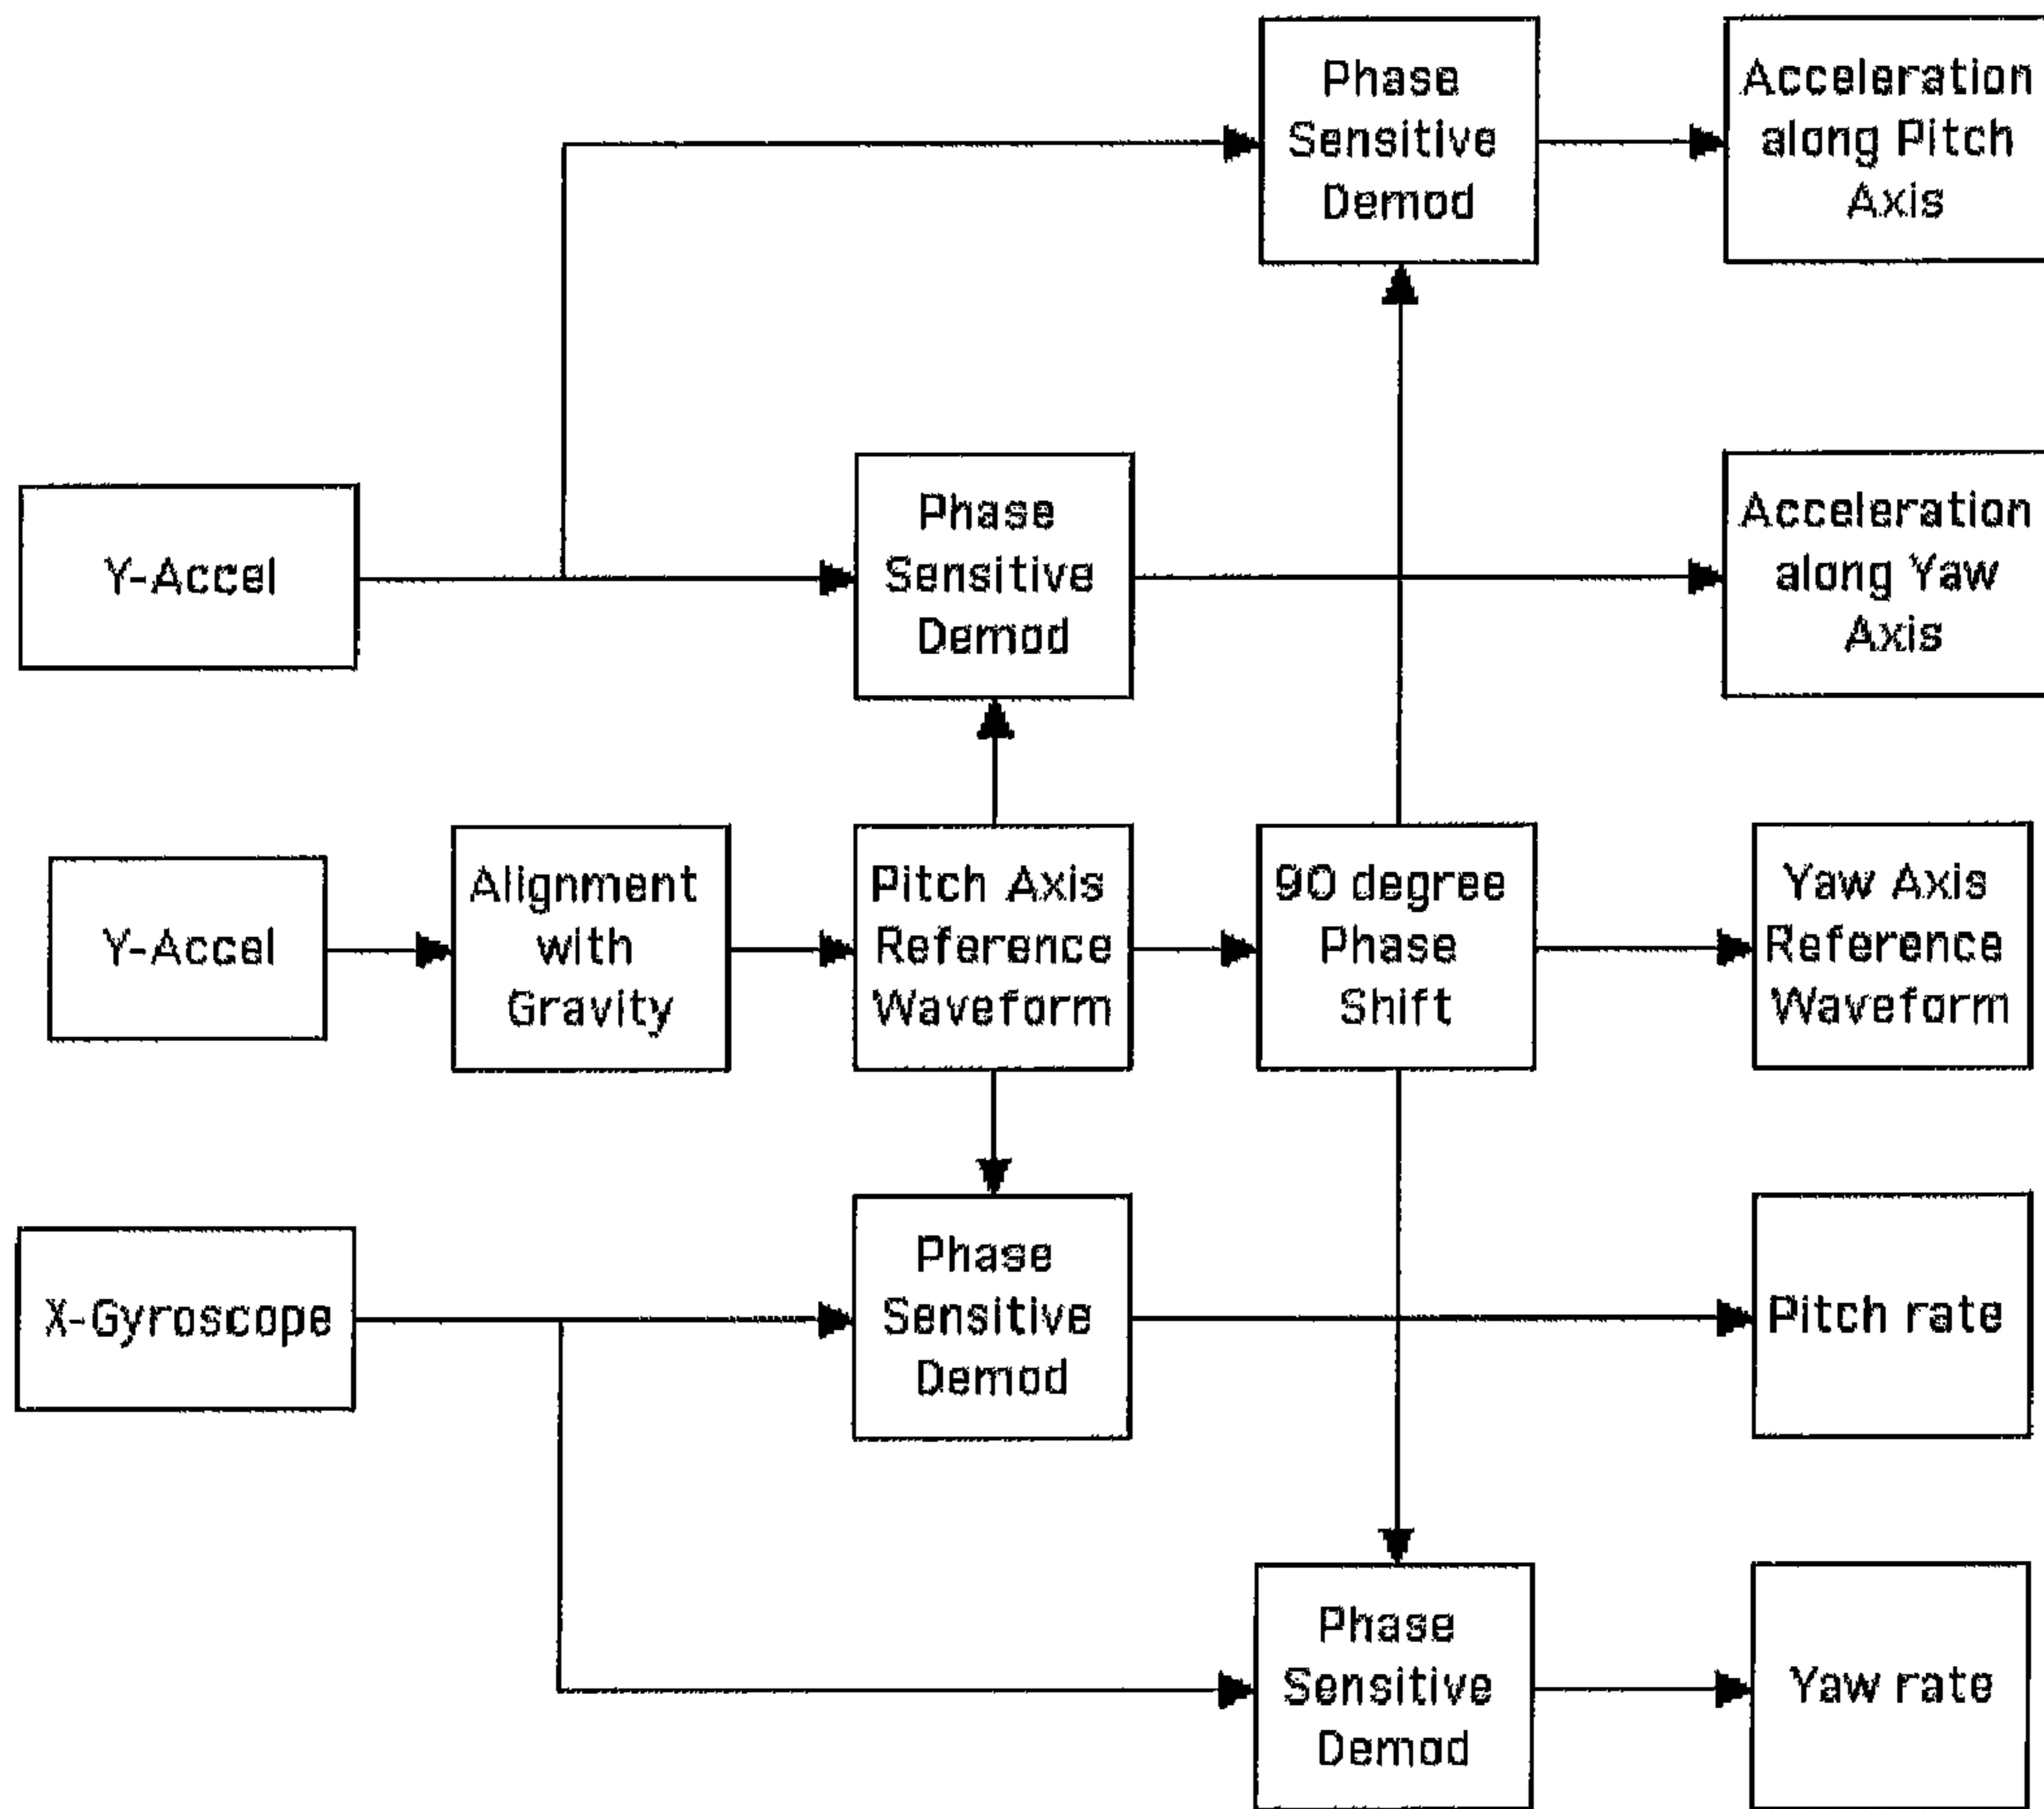 Phase
Sensitive
Demod
Acceleration
along Pitch
Axis
Y-Accel
Phase
Sensitive
Demod
Acceleration
along Yaw
Axis
Y-Accel
Alignment
with
Gravity
Pitch Axis
Reference
Waveform
90 degree
Phase
Shift
Yaw Axis
Reference
Waveform
X-Gyroscope
Phase
Sensitive
Demod
Pitch rate
Phase
Sensitive
Demod
Yaw rate